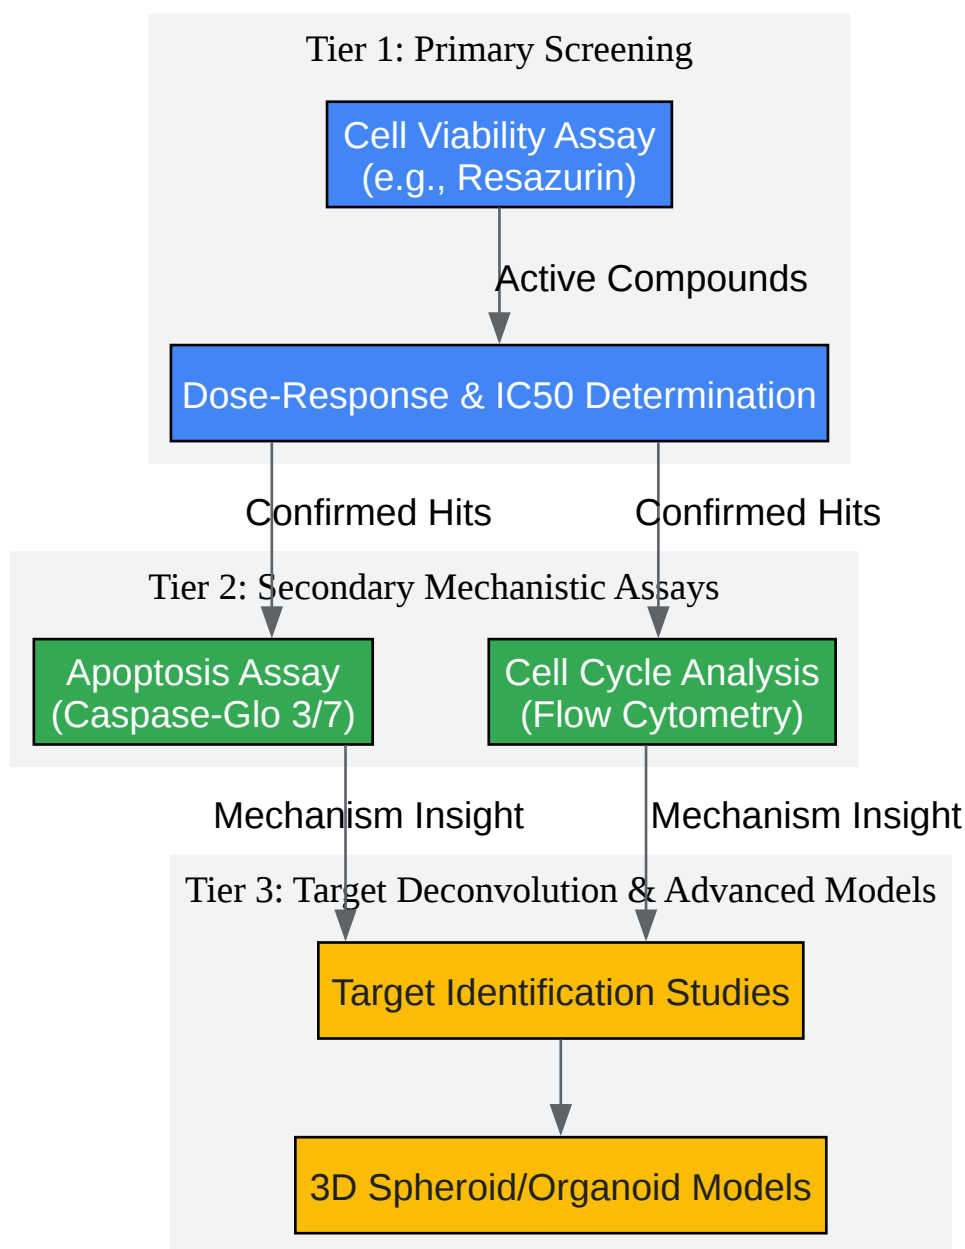 Tier 1: Primary Screening
Cell Viability Assay
(e.g., Resazurin)
Active Compounds
Dose-Response & IC50 Determination
Confirmed Hits
Confirmed Hits
Tier 2: Secondary Mechanistic Assays
Apoptosis Assay
(Caspase-Glo 3/7)
Cell Cycle Analysis
(Flow Cytometry)
Mechanism Insight
Mechanism Insight
Tier 3: Target Deconvolution & Advanced Models
Target Identification Studies
3D Spheroid/Organoid Models